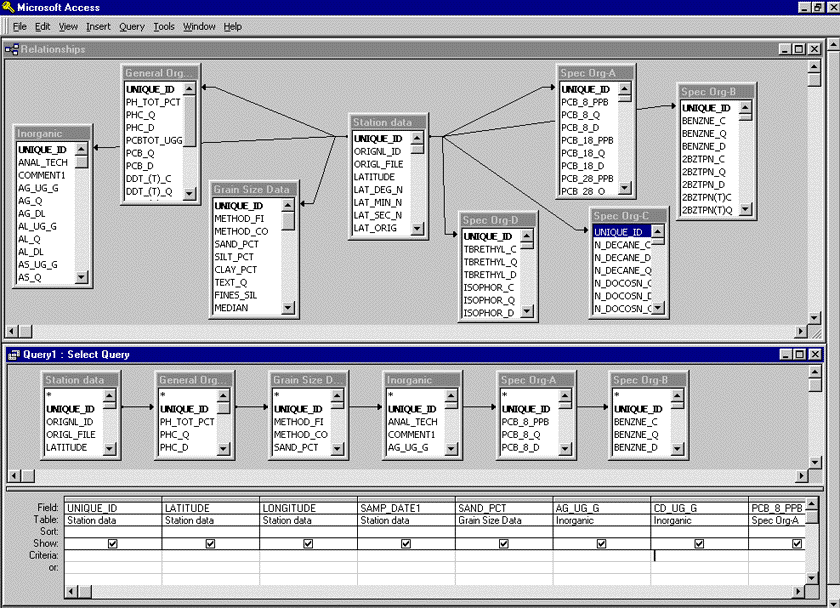 Microsoft Access
File Edit View Insert Query Tools Window Help
Relationships
General Org...
UNIQUE_ID
PH_TOT_PCT
PHC_Q
PHC_D
PCBTOT_UGG
PCB_Q
PCB_D
DDT_(T)_C
DDT_(T)_Q
Inorganic
UNIQUE_ID
ANAL_TECH
COMMENT1
AG_UG_G
AG_Q
AG_DL
AL_UG_G
AL_Q
AL_DL
AS_UG_G
AS_Q
Grain Size Data
UNIQUE_ID
METHOD_FI
METHOD_CO
SAND_PCT
SILT_PCT
CLAY_PCT
TEXT_Q
FINES_SIL
MEDIAN
Station data
UNIQUE_ID
ORIGNL_ID
ORIGL_FILE
LATITUDE
LAT_DEG_N
LAT_MIN_N
LAT_SEC_N
LAT_ORIG
Spec Org-A
UNIQUE_ID
PCB_8_PPB
PCB_8_Q
PCB_8_D
PCB_18_PPB
PCB_18_Q
PCB_18_D
PCB_28_PPB
PCB_28_Q
Spec Org-B
UNIQUE_ID
BENZNE_C
BENZNE_Q
BENZNE_D
2BZTPN_C
2BZTPN_Q
2BZTPN_D
2BZTPN(T)C
2BZTPN(T)Q
Spec Org-D
UNIQUE_ID
TBRETHYL_C
TBRETHYL_Q
TBRETHYL_D
ISOPHOR_C
ISOPHOR_Q
ISOPHOR_D
Spec Org-C
UNIQUE_ID
N_DECANE_C
N_DECANE_D
N_DECANE_Q
N_DOCOSN_C
N_DOCOSN_D
N_DOCOSN_Q
Query1 : Select Query
Station data
*
UNIQUE_ID
ORIGNL_ID
ORIGL_FILE
LATITUDE
General Org...
*
UNIQUE_ID
PH_TOT_PCT
PHC_Q
PHC_D
Grain Size D...
*
UNIQUE_ID
METHOD_FI
METHOD_CO
SAND_PCT
Inorganic
*
UNIQUE_ID
ANAL_TECH
COMMENT1
AG_UG_G
Spec Org-A
*
UNIQUE_ID
PCB_8_PPB
PCB_8_Q
PCB_8_D
Spec Org-B
*
UNIQUE_ID
BENZNE_C
BENZNE_Q
BENZNE_D
Field: UNIQUE_ID LATITUDE LONGITUDE SAMP_DATE1 SAND_PCT AG_UG_G CD_UG_G PCB_8_PPB
Table: Station data Station data Station data Station data Grain Size Data Inorganic Inorganic Spec Org-A
Sort:
Show:
Criteria:
or: